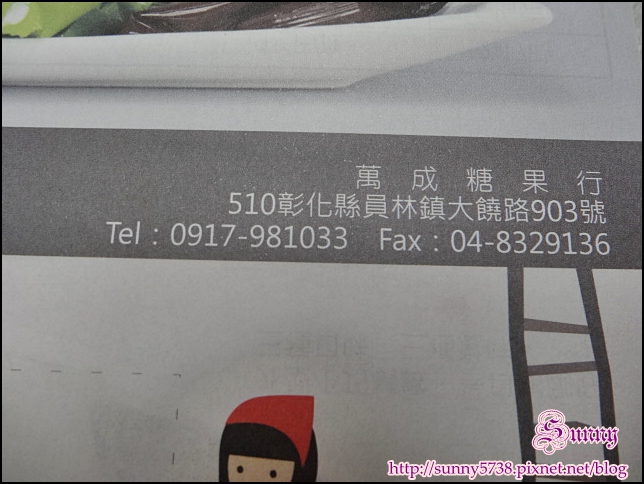 萬成糖果行
510彰化縣員林鎮大饒路903號
Tel：0917-981033 Fax：04-8329136
Sunny
http://sunny5738.pixnet.net/blog